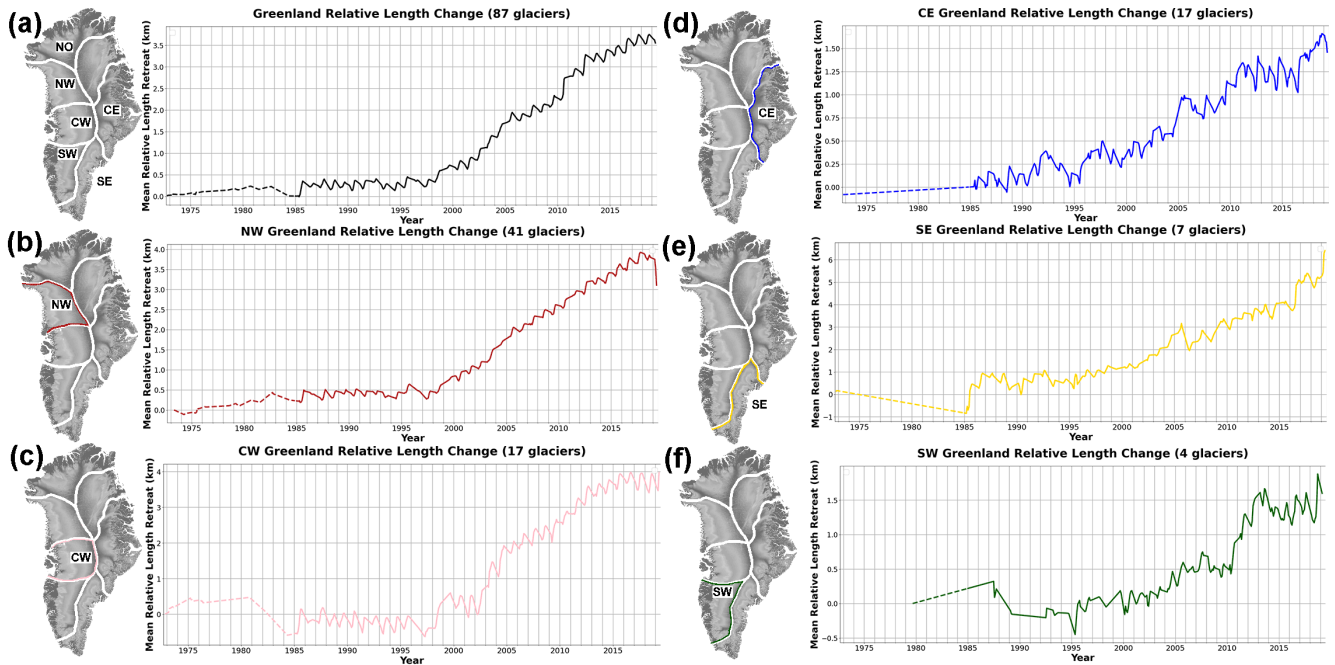 (a)
NO
NW
CE
CW
SW
SE
Greenland Relative Length Change (87 glaciers)
Mean Relative Length Retreat (km)
3.5
3.0
2.5
2.0
1.5
1.0
0.5
0.0
1975 1980 1985 1990 1995 2000 2005 2010 2015
Year
(b)
NW
NW Greenland Relative Length Change (41 glaciers)
Mean Relative Length Retreat (km)
4.0
3.5
3.0
2.5
2.0
1.5
1.0
0.5
0.0
1975 1980 1985 1990 1995 2000 2005 2010 2015
Year
(c)
CW
CW Greenland Relative Length Change (17 glaciers)
Mean Relative Length Retreat (km)
4
3
2
1
0
1975 1980 1985 1990 1995 2000 2005 2010 2015
Year
(d)
CE
CE Greenland Relative Length Change (17 glaciers)
Mean Relative Length Retreat (km)
1.50
1.25
1.00
0.75
0.50
0.25
0.00
1975 1980 1985 1990 1995 2000 2005 2010 2015
Year
(e)
SE
SE Greenland Relative Length Change (7 glaciers)
Mean Relative Length Retreat (km)
6
5
4
3
2
1
0
−1
1975 1980 1985 1990 1995 2000 2005 2010 2015
Year
(f)
SW
SW Greenland Relative Length Change (4 glaciers)
Mean Relative Length Retreat (km)
1.5
1.0
0.5
0.0
−0.5
1975 1980 1985 1990 1995 2000 2005 2010 2015
Year